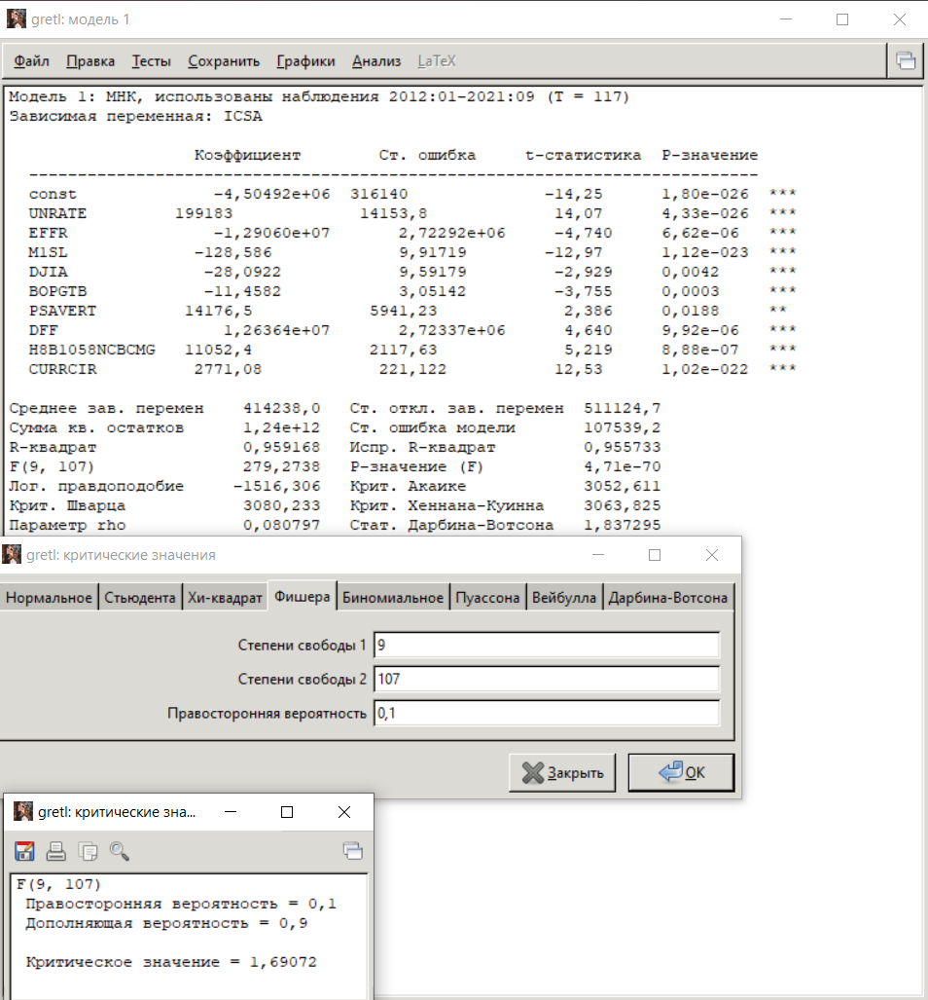 gretl: модель 1
Файл Правка Тесты Сохранить Графики Анализ LaTeX
Модель 1: МНК, использованы наблюдения 2012:01-2021:09 (T = 117)
Зависимая переменная: ICSA
Коэффициент Ст. ошибка t-статистика P-значение
---------------------------------------------------------------------------
const -4,50492e+06 316140 -14,25 1,80e-026 ***
UNRATE 199183 14153,8 14,07 4,33e-026 ***
EFFR -1,29060e+07 2,72292e+06 -4,740 6,62e-06 ***
M1SL -128,586 9,91719 -12,97 1,12e-023 ***
DJIA -28,0922 9,59179 -2,929 0,0042 ***
BOPGTB -11,4582 3,05142 -3,755 0,0003 ***
PSAVERT 14176,5 5941,23 2,386 0,0188 **
DFF 1,26364e+07 2,72337e+06 4,640 9,92e-06 ***
H8B1058NCBCMG 11052,4 2117,63 5,219 8,88e-07 ***
CURRCIR 2771,08 221,122 12,53 1,02e-022 ***
Среднее зав. перемен 414238,0 Ст. откл. зав. перемен 511124,7
Сумма кв. остатков 1,24e+12 Ст. ошибка модели 107539,2
R-квадрат 0,959168 Испр. R-квадрат 0,955733
F(9, 107) 279,2738 Р-значение (F) 4,71e-70
Лог. правдоподобие -1516,306 Крит. Акаике 3052,611
Крит. Шварца 3080,233 Крит. Хеннана-Куинна 3063,825
Параметр rho 0,080797 Стат. Дарбина-Вотсона 1,837295
gretl: критические значения
Нормальное Стьюдента Хи-квадрат Фишера Биномиальное Пуассона Вейбулла Дарбина-Вотсона
Степени свободы 1 9
Степени свободы 2 107
Правосторонняя вероятность 0,1
Закрыть OK
gretl: критические зна...
F(9, 107)
Правосторонняя вероятность = 0,1
Дополняющая вероятность = 0,9
Критическое значение = 1,69072